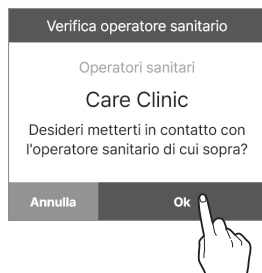 Verifica operatore sanitario
Operatori sanitari
Care Clinic
Desideri metterti in contatto con
l'operatore sanitario di cui sopra?
Annulla
Ok